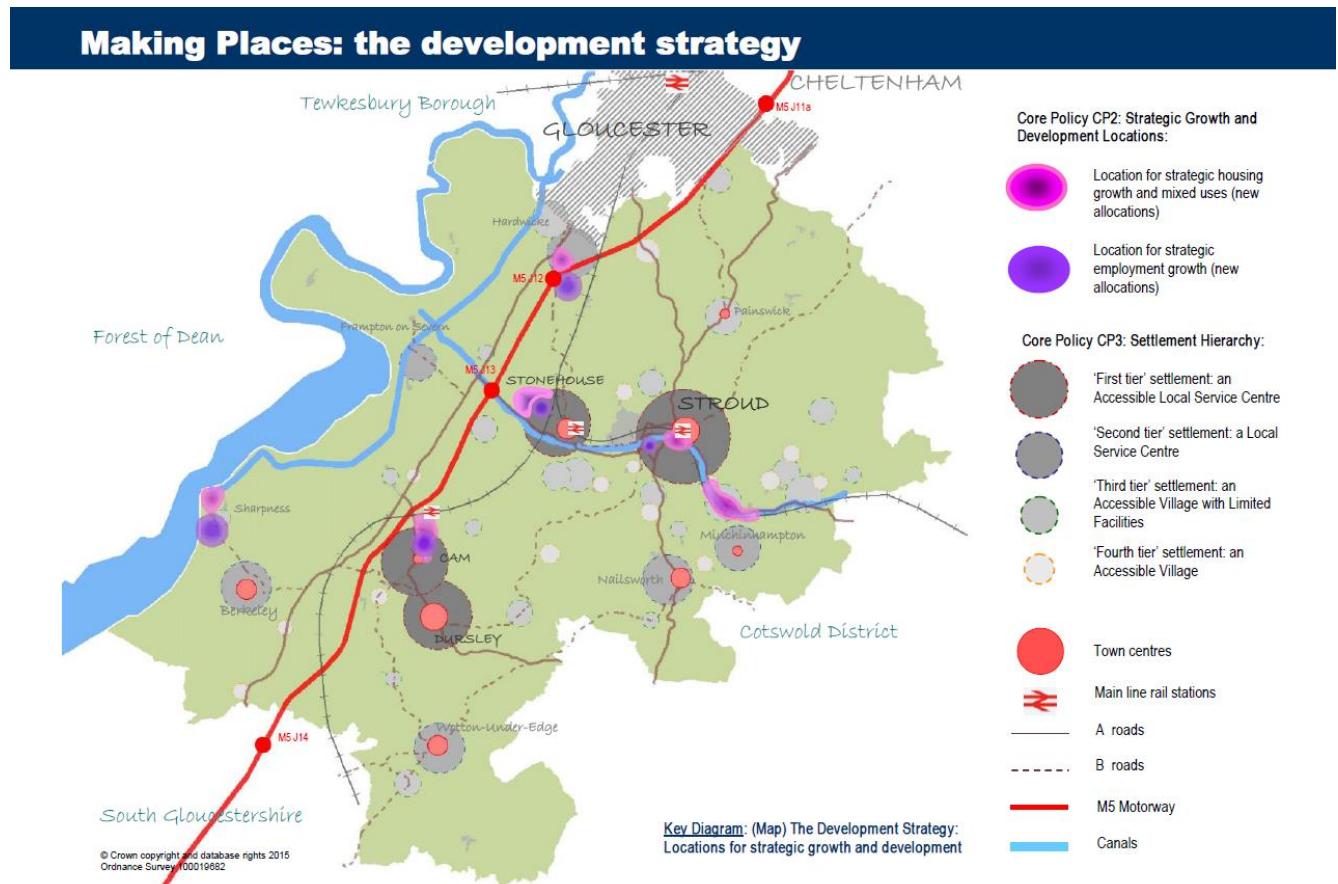 Making Places: the development strategy
Tewkesbury Borough
CHELTENHAM
M5 J11a
GLOUCESTER
Hardwicke
M5 J12
Painswick
Forest of Dean
Frampton on Severn
M5 J13
STONEHOUSE
STROUD
Sharpness
Minchinhampton
CAM
Nailsworth
Berkeley
DURSLEY
Cotswold District
Wotton-Under-Edge
M5 J14
South Gloucestershire
© Crown copyright and database rights 2015
Ordnance Survey 100019682
Key Diagram: (Map) The Development Strategy:
Locations for strategic growth and development
Core Policy CP2: Strategic Growth and
Development Locations:
Location for strategic housing
growth and mixed uses (new
allocations)
Location for strategic
employment growth (new
allocations)
Core Policy CP3: Settlement Hierarchy:
‘First tier’ settlement: an
Accessible Local Service Centre
‘Second tier’ settlement: a Local
Service Centre
‘Third tier’ settlement: an
Accessible Village with Limited
Facilities
‘Fourth tier’ settlement: an
Accessible Village
Town centres
Main line rail stations
A roads
B roads
M5 Motorway
Canals